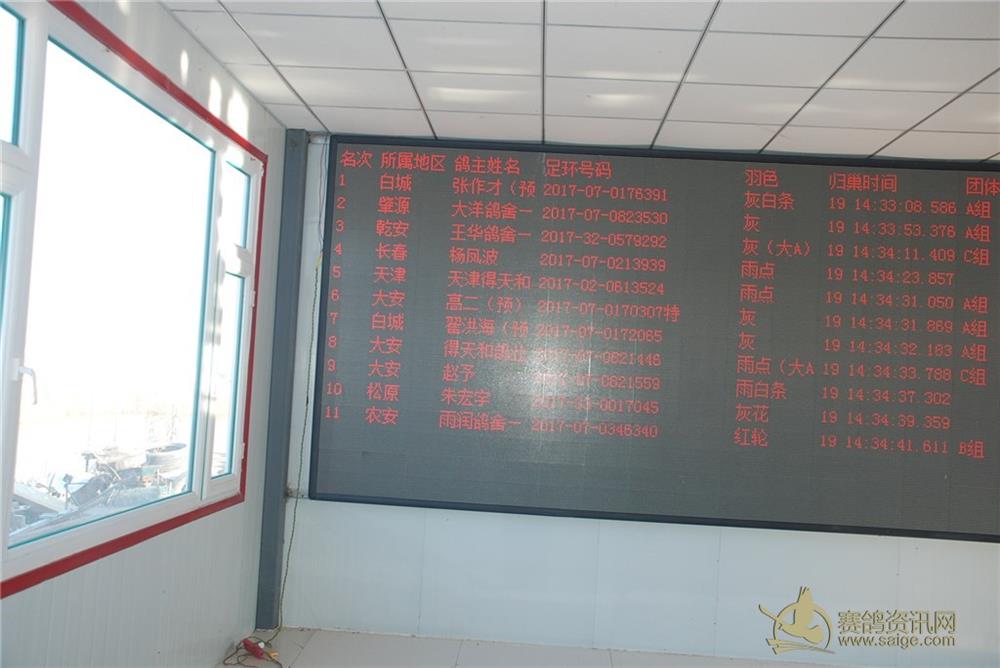 名次 所属地区 鸽主姓名 足环号码 羽色 归巢时间 团体
1 白城 张作才（预 2017-07-0176391 灰白条 19 14:33:08.586 A组
2 肇源 大洋鸽舍一 2017-07-0823530 灰 19 14:33:53.376 A组
3 乾安 王华鸽舍一 2017-32-0579292 灰（大A） 19 14:34:11.409 C组
4 长春 杨凤波 2017-07-0213939 雨点 19 14:34:23.857
5 天津 天津得天和 2017-02-0613524 雨点 19 14:34:31.050 A组
6 大安 高二（预） 2017-07-0170307特 灰 19 14:34:31.869 A组
7 白城 翟洪海（预 2017-07-0172065 灰 19 14:34:32.183 A组
8 大安 得天和鸽业 2017-07-0621446 雨点（大A 19 14:34:33.788 C组
9 大安 赵予 2017-07-0621559 雨白条 19 14:34:37.302
10 松原 朱宏宇 0017045 灰花 19 14:34:39.359
11 农安 雨润鸽舍一 2017-07-0346340 红轮 19 14:34:41.611 B组
赛鸽资讯网
www.saige.com